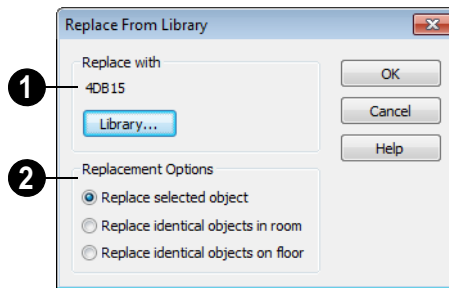 Replace From Library
1
Replace with
4DB15
Library...
OK
Cancel
Help
2
Replacement Options
Replace selected object
Replace identical objects in room
Replace identical objects on floor